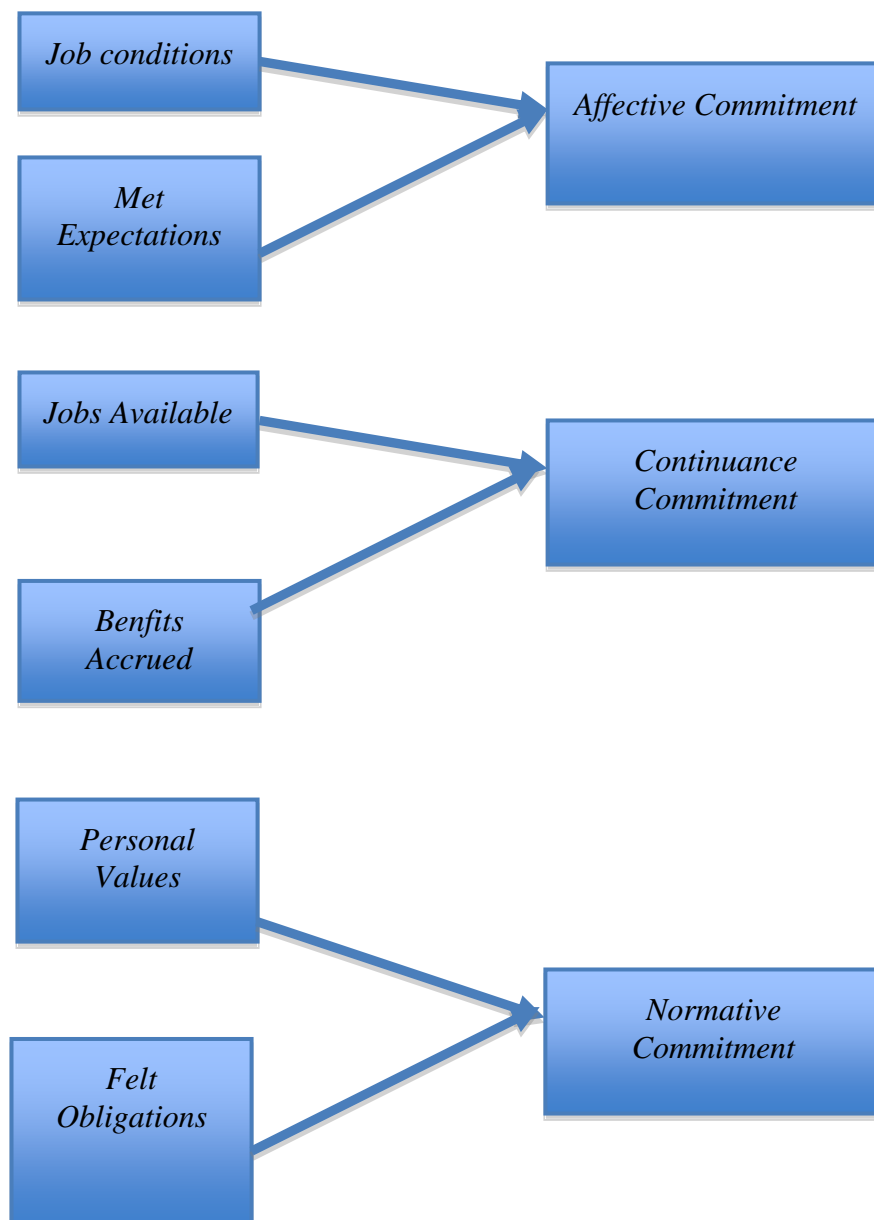 Job conditions
Affective Commitment
Met
Expectations
Jobs Available
Continuance
Commitment
Benfits
Accrued
Personal
Values
Normative
Commitment
Felt
Obligations